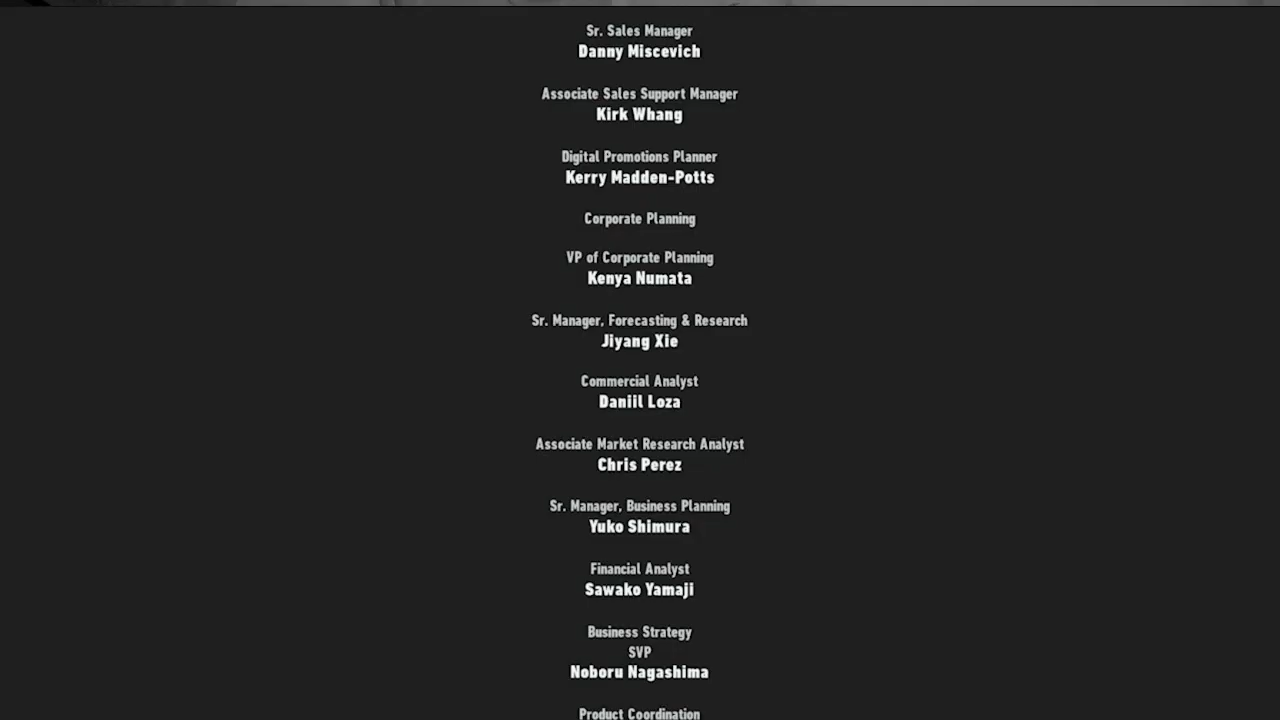 Sr. Sales Manager
Danny Miscevich
Associate Sales Support Manager
Kirk Whang
Digital Promotions Planner
Kerry Madden-Potts
Corporate Planning
VP of Corporate Planning
Kenya Numata
Sr. Manager, Forecasting & Research
Jiyang Xie
Commercial Analyst
Daniil Loza
Associate Market Research Analyst
Chris Perez
Sr. Manager, Business Planning
Yuko Shimura
Financial Analyst
Sawako Yamaji
Business Strategy
SVP
Noboru Nagashima
Product Coordination